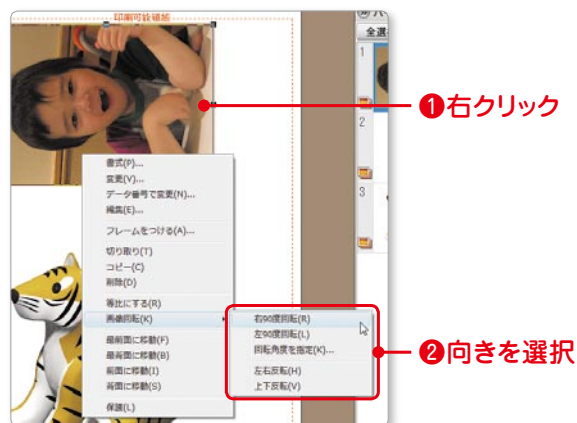 印刷可能領域
全選
1
2
3
❶右クリック
書式(P)...
変更(V)...
データ番号で変更(N)...
編集(E)...
フレームをつける(A)...
切り取り(T)
コピー(C)
削除(D)
等比にする(R)
画像回転(K)
最前面に移動(F)
最背面に移動(B)
前面に移動(I)
背面に移動(S)
保護(L)
右90度回転(R)
左90度回転(L)
回転角度を指定(K)...
左右反転(H)
上下反転(V)
❷向きを選択